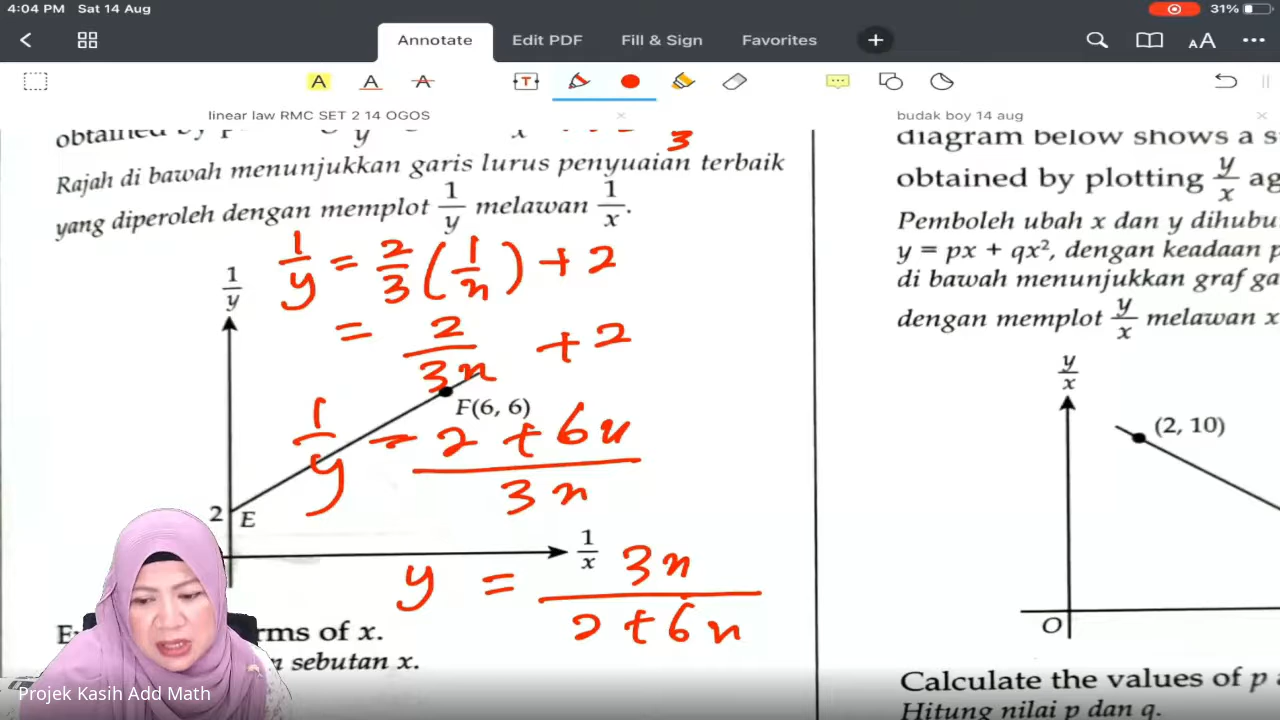 4:04 PM Sat 14 Aug
31%
Annotate
Edit PDF
Fill & Sign
Favorites
+
AA
A
A
A
T
linear law RMC SET 2 14 OGOS
×
budak boy 14 aug
×
obtained by
y
x
3
Rajah di bawah menunjukkan garis lurus penyuaian terbaik
yang diperoleh dengan memplot 1/y melawan 1/x.
1/y = 2/3 (1/x) + 2
= 2/3x + 2
1/y = 2 + 6x / 3x
y = 3x / 2 + 6x
1/y
F(6, 6)
2
E
1/x
E
rms of x.
sebutan x.
Projek Kasih Add Math
diagram below shows a s
obtained by plotting y/x ag
Pemboleh ubah x dan y dihubu
y = px + qx², dengan keadaan p
di bawah menunjukkan graf ga
dengan memplot y/x melawan x
y/x
(2, 10)
O
Calculate the values of p a
Hitung nilai p dan q.